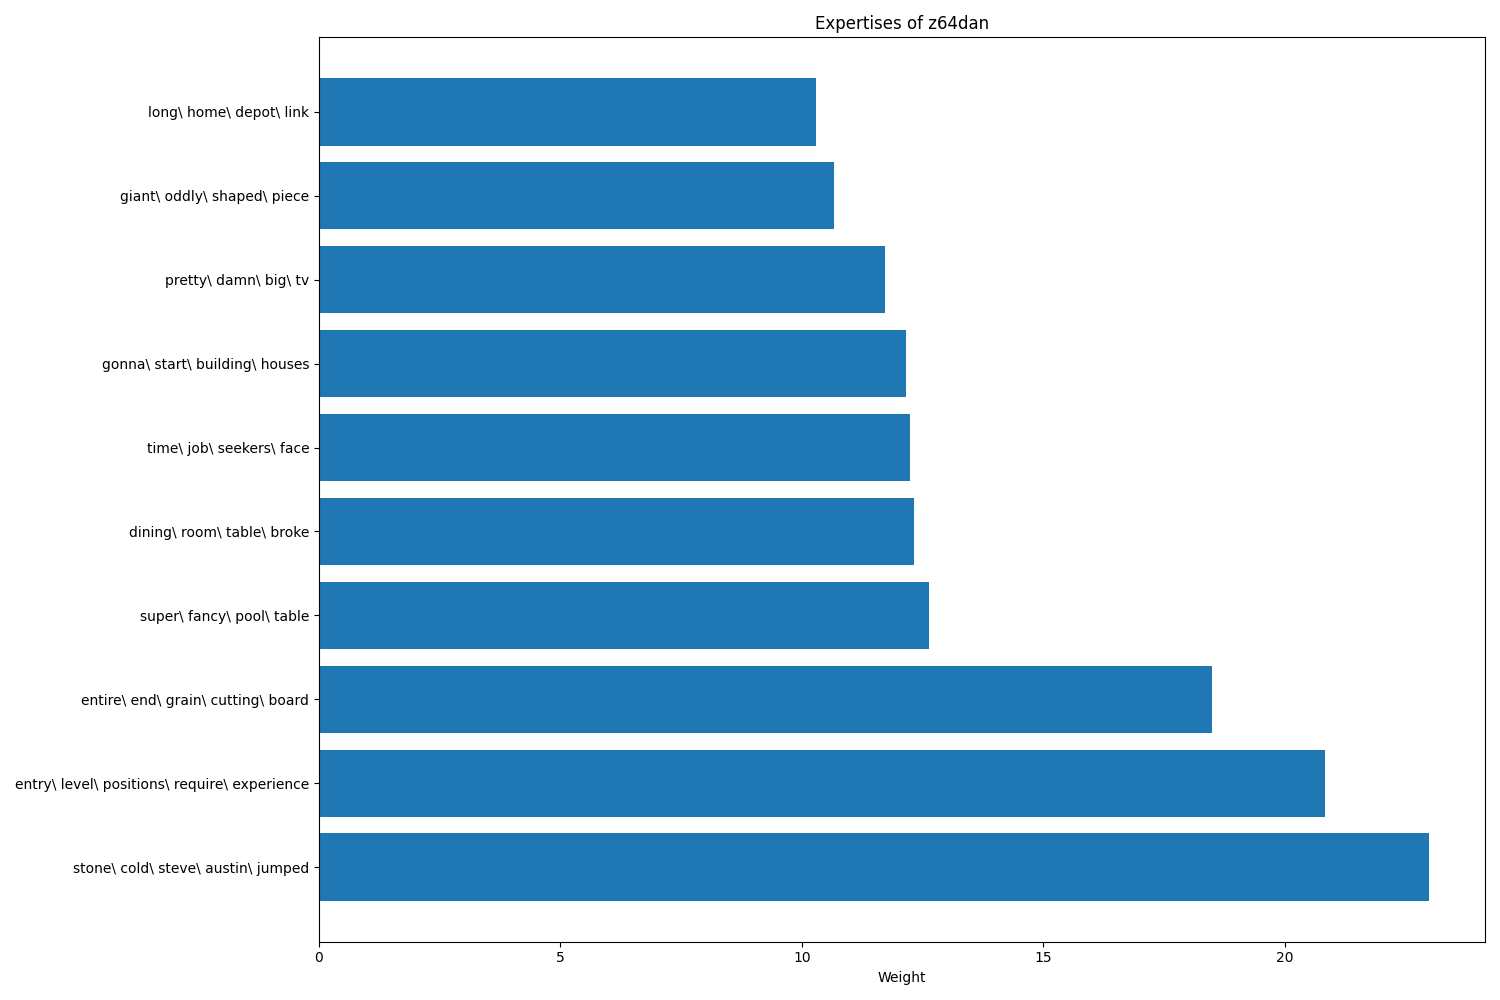 Expertises of z64dan
long\ home\ depot\ link
giant\ oddly\ shaped\ piece
pretty\ damn\ big\ tv
gonna\ start\ building\ houses
time\ job\ seekers\ face
dining\ room\ table\ broke
super\ fancy\ pool\ table
entire\ end\ grain\ cutting\ board
entry\ level\ positions\ require\ experience
stone\ cold\ steve\ austin\ jumped
0 5 10 15 20
Weight